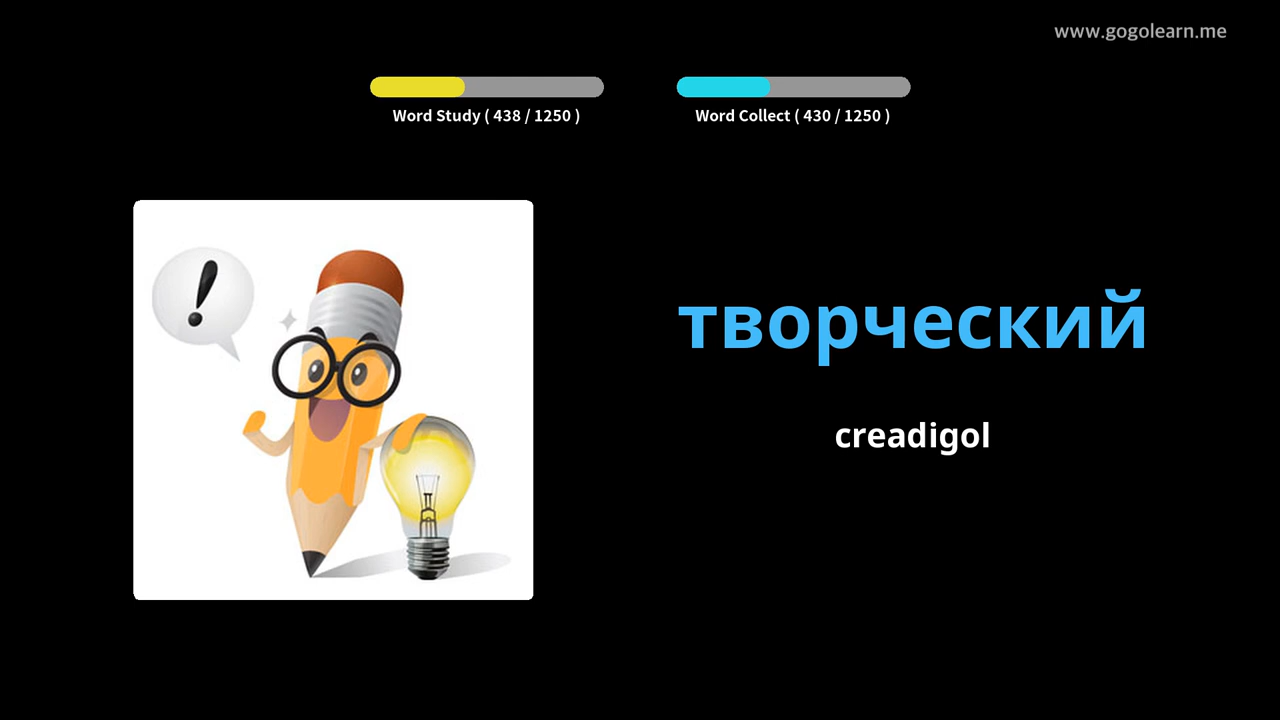 www.gogolearn.me
Word Study ( 438 / 1250 )
Word Collect ( 430 / 1250 )
!
творческий
creadigol